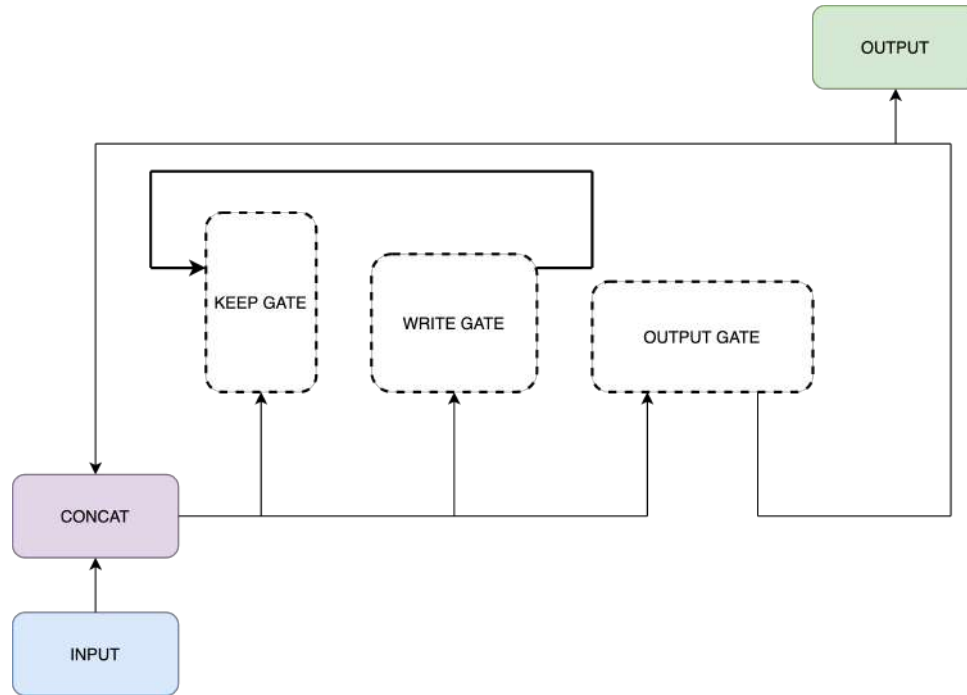 OUTPUT
KEEP GATE
WRITE GATE
OUTPUT GATE
CONCAT
INPUT